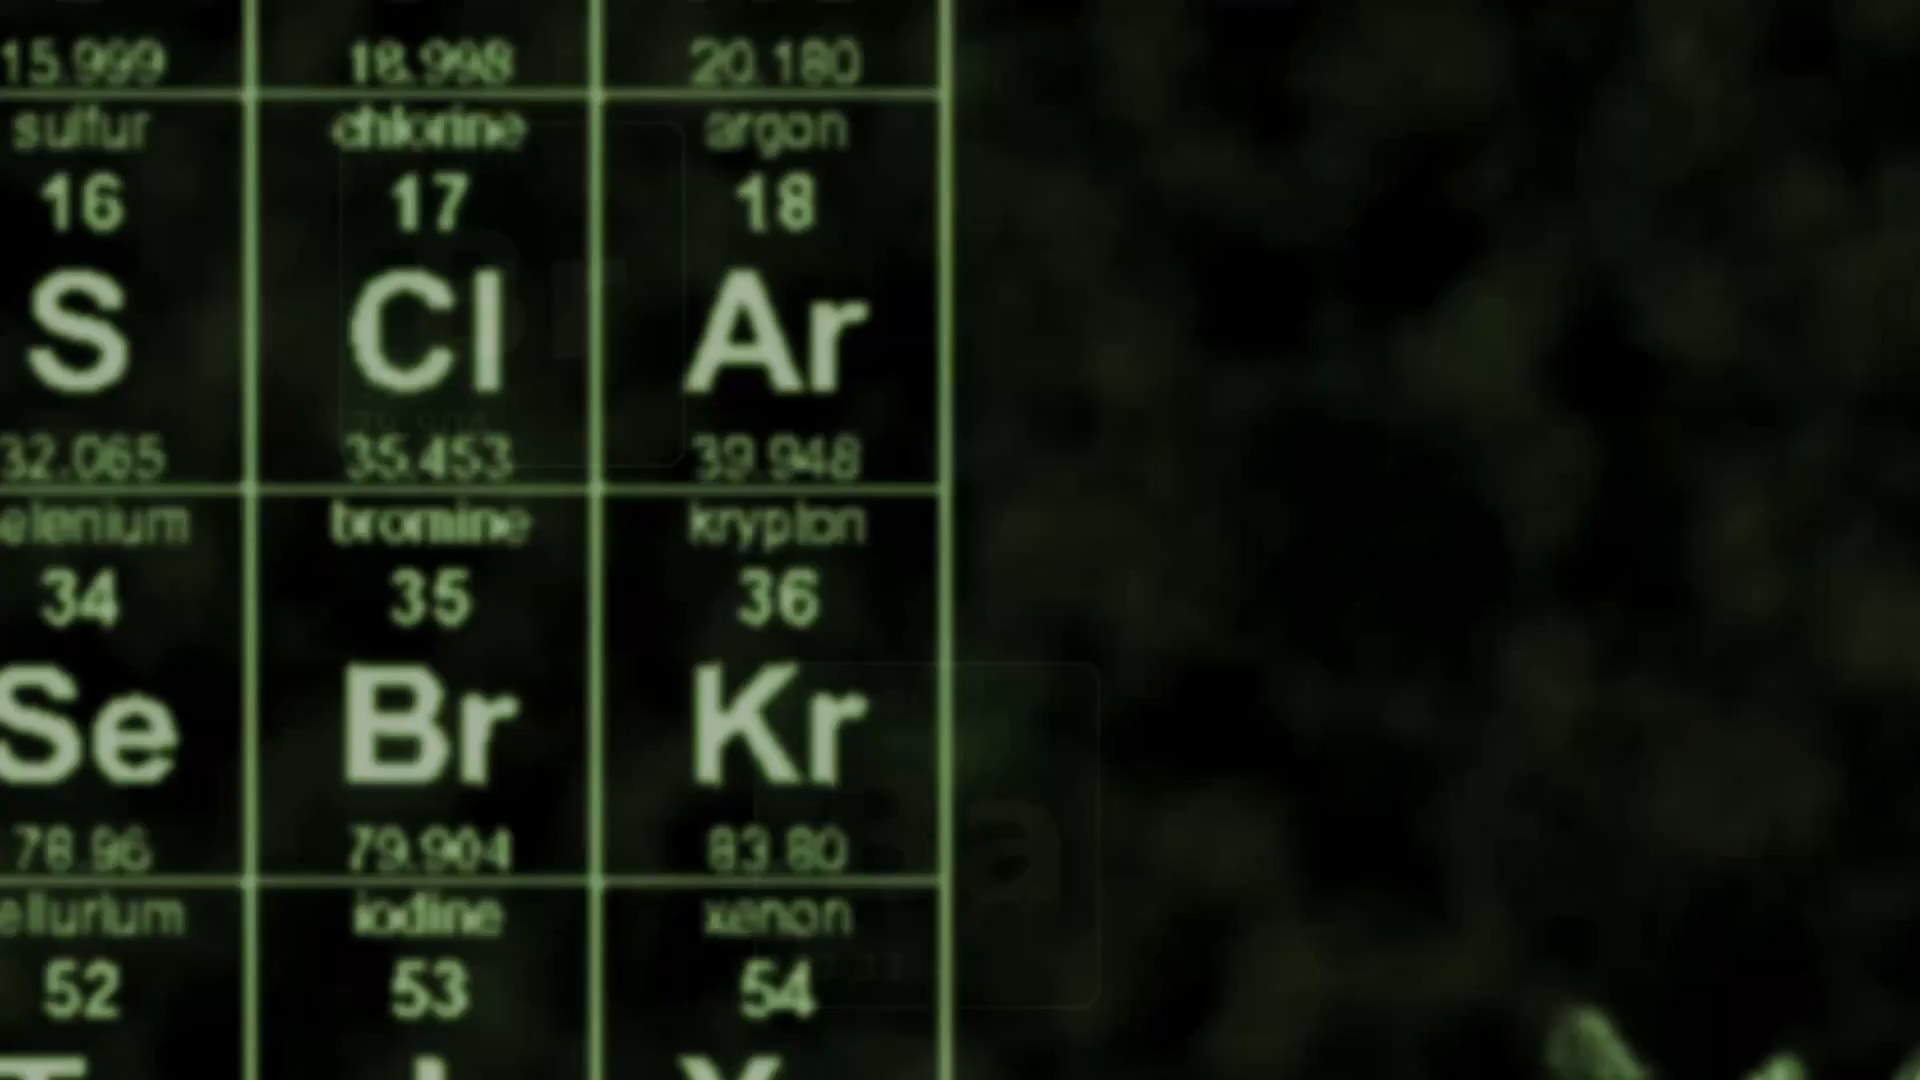 15.999 18.998 20.180
sulfur chlorine argon
16 17 18
S Cl Ar
32.065 35.453 39.948
elenium bromine krypton
34 35 36
Se Br Kr
78.96 79.904 83.80
ellurium iodine xenon
52 53 54